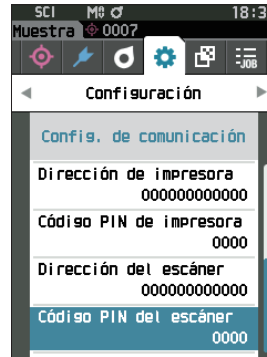 SCI M0 18:3
Muestra 0007
JOB
Configuración
Config. de comunicación
Dirección de impresora
000000000000
Código PIN de impresora
0000
Dirección del escáner
000000000000
Código PIN del escáner
0000